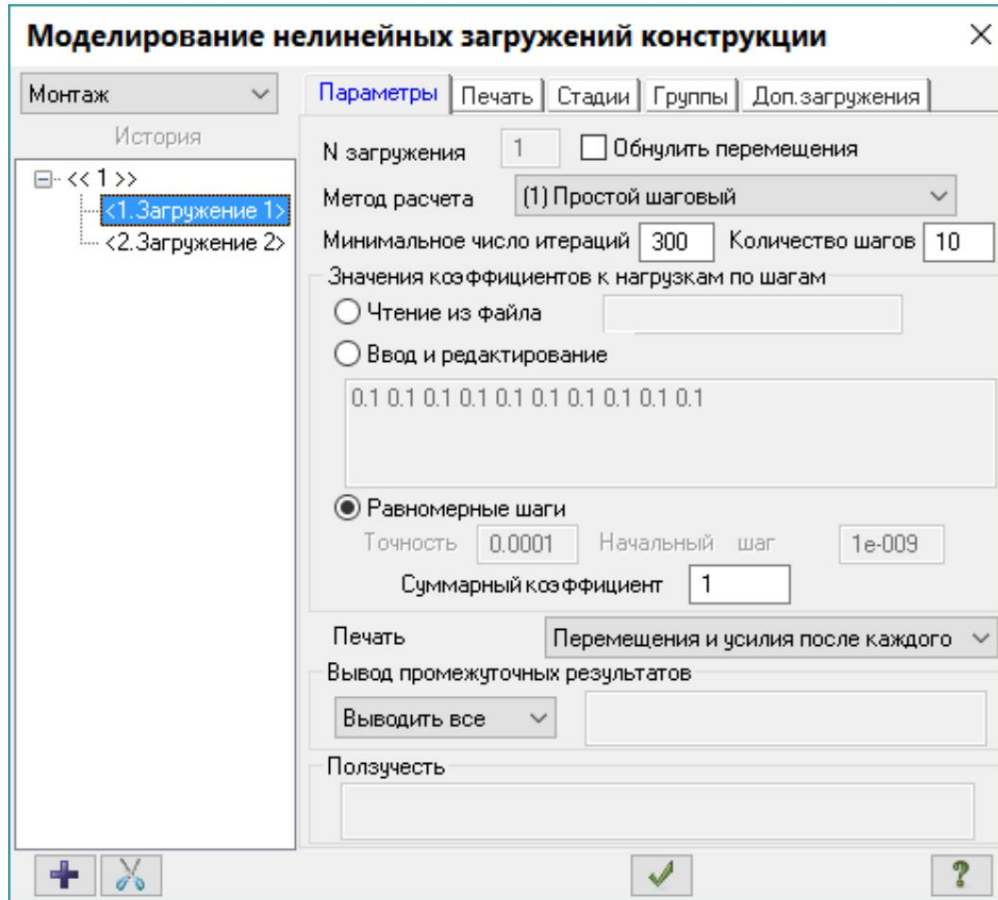 Моделирование нелинейных загружений конструкции
Монтаж
История
<< 1 >>
<1.Загружение 1>
<2.Загружение 2>
Параметры Печать Стадии Группы Доп.загружения
N загружения 1 Обнулить перемещения
Метод расчета (1) Простой шаговый
Минимальное число итераций 300 Количество шагов 10
Значения коэффициентов к нагрузкам по шагам
Чтение из файла
Ввод и редактирование
0.1 0.1 0.1 0.1 0.1 0.1 0.1 0.1 0.1 0.1
Равномерные шаги
Точность 0.0001 Начальный шаг 1e-009
Суммарный коэффициент 1
Печать Перемещения и усилия после каждого
Вывод промежуточных результатов
Выводить все
Ползучесть
?